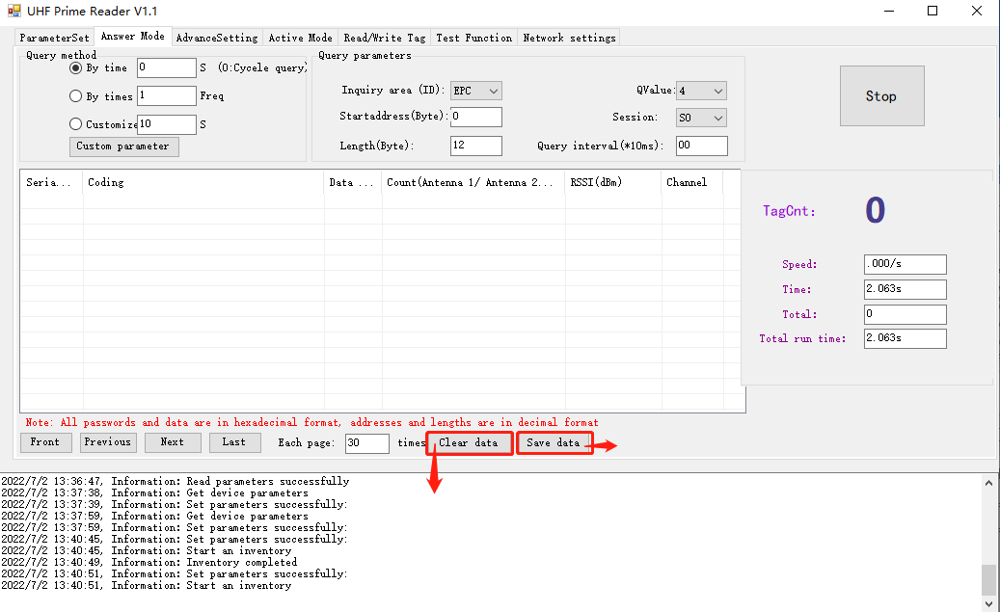 UHF Prime Reader V1.1
ParameterSet Answer Mode AdvanceSetting Active Mode Read/Write Tag Test Function Network settings
Query method
By time 0 S (0:Cycele query)
By times 1 Freq
Customize 10 S
Custom parameter
Query parameters
Inquiry area (ID): EPC QValue: 4
Startaddress(Byte): 0 Session: S0
Length(Byte): 12 Query interval(*10ms): 00
Stop
Seria... Coding Data ... Count(Antenna 1/ Antenna 2... RSSI(dBm) Channel
TagCnt: 0
Speed: .000/s
Time: 2.063s
Total: 0
Total run time: 2.063s
Note: All passwords and data are in hexadecimal format, addresses and lengths are in decimal format
Front Previous Next Last Each page: 30 times Clear data Save data
2022/7/2 13:36:47, Information: Read parameters successfully
2022/7/2 13:37:38, Information: Get device parameters
2022/7/2 13:37:39, Information: Set parameters successfully:
2022/7/2 13:37:59, Information: Get device parameters
2022/7/2 13:37:59, Information: Set parameters successfully:
2022/7/2 13:40:45, Information: Set parameters successfully:
2022/7/2 13:40:45, Information: Start an inventory
2022/7/2 13:40:49, Information: Inventory completed
2022/7/2 13:40:51, Information: Set parameters successfully:
2022/7/2 13:40:51, Information: Start an inventory